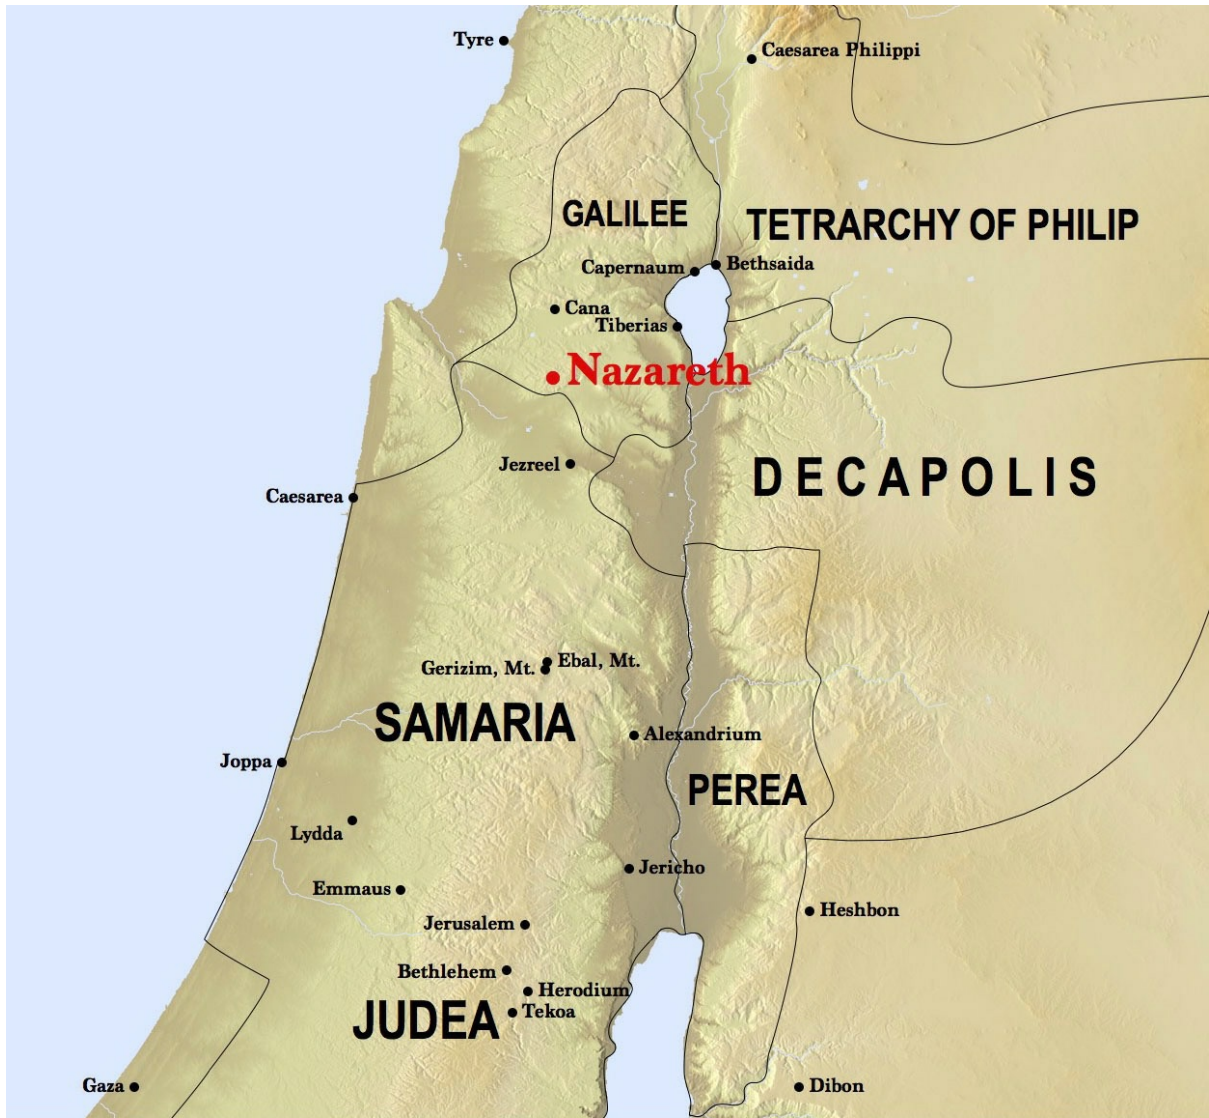 Tyre
Caesarea Philippi
GALILEE
TETRARCHY OF PHILIP
Capernaum
Bethsaida
Cana
Tiberias
Nazareth
Jezreel
DECAPOLIS
Caesarea
Ebal, Mt.
Gerizim, Mt.
SAMARIA
Alexandrium
Joppa
PEREA
Lydda
Jericho
Emmaus
Heshbon
Jerusalem
Bethlehem
Herodium
JUDEA
Tekoa
Gaza
Dibon